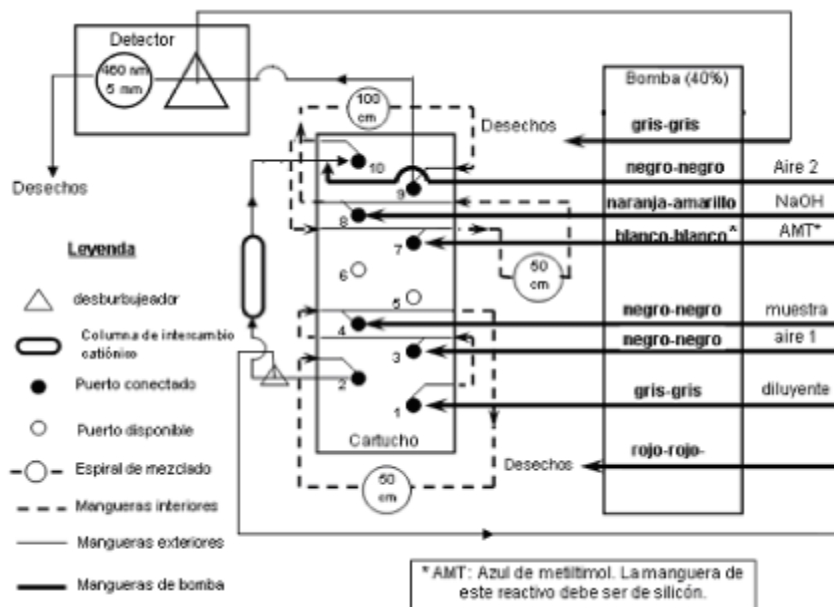 Detector
460 nm
5 mm
Desechos
100
cm
Desechos
Bomba (40%)
gris-gris
negro-negro
Aire 2
naranja-amarillo
NaOH
blanco-blanco*
AMT*
10
9
8
7
6
5
4
3
2
1
50
cm
negro-negro
muestra
negro-negro
aire 1
gris-gris
diluyente
Cartucho
rojo-rojo-
Desechos
50
cm
Leyenda
desburbujeador
Columna de intercambio
catiónico
Puerto conectado
Puerto disponible
Espiral de mezclado
Mangueras interiores
Mangueras exteriores
Mangueras de bomba
* AMT: Azul de metiltimol. La manguera de
este reactivo debe ser de silicón.